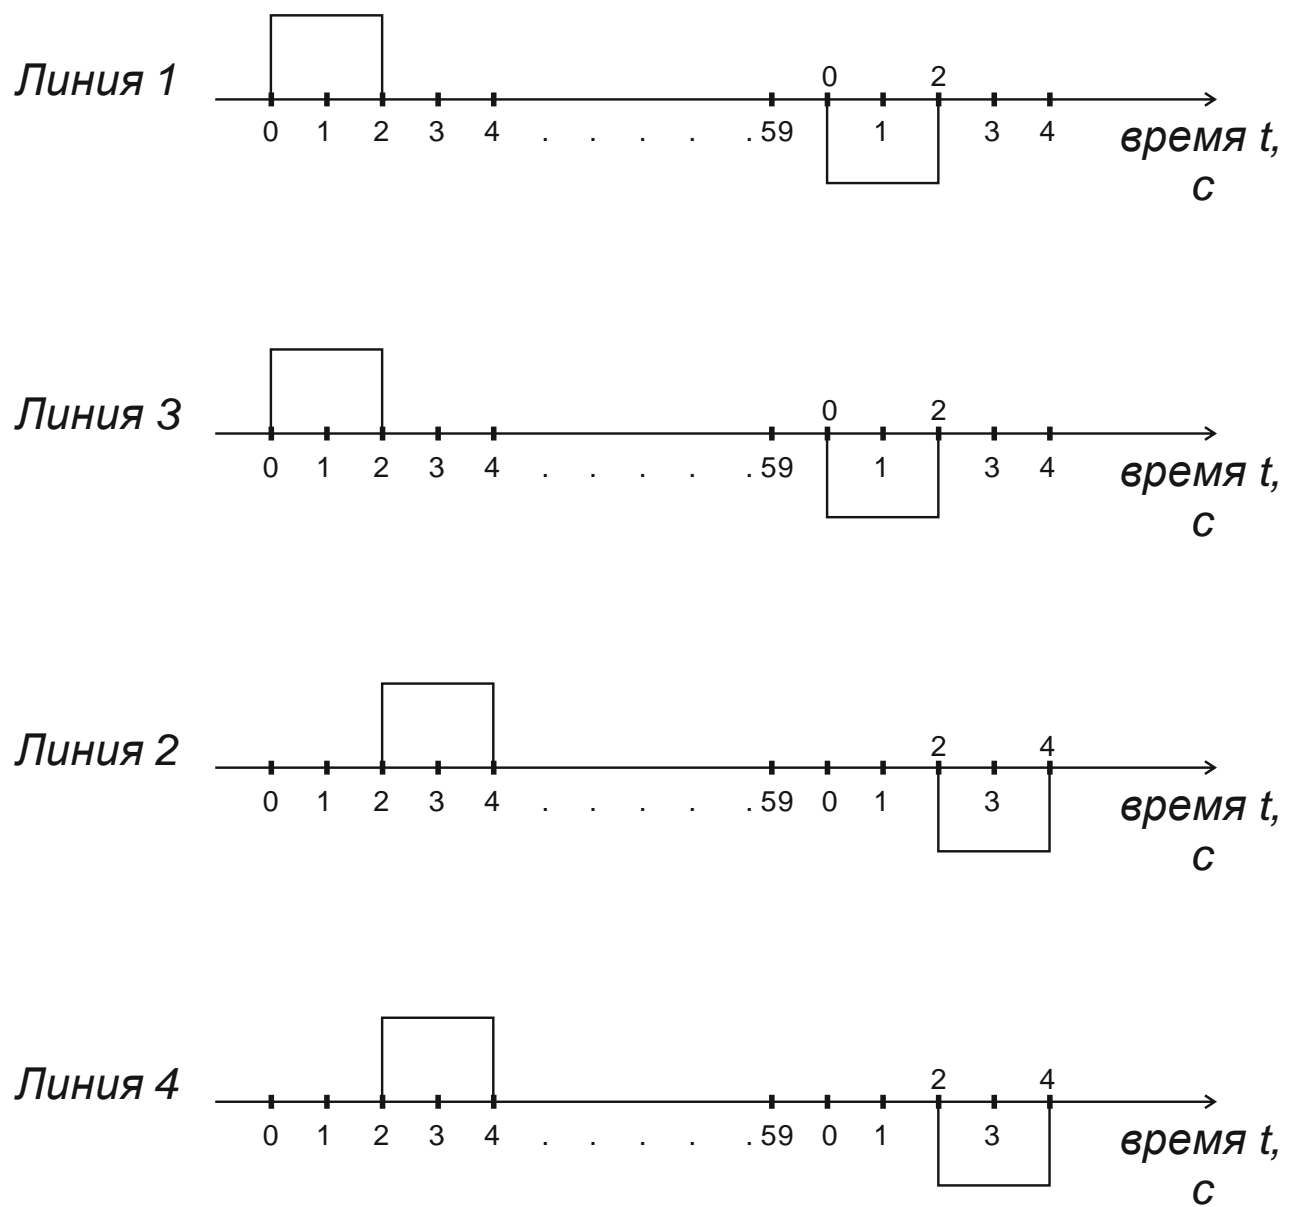 0 2
Линия 1
0 1 2 3 4 . . . . . 59 1 3 4 время t,
с
0 2
Линия 3
0 1 2 3 4 . . . . . 59 1 3 4 время t,
с
2 4
Линия 2
0 1 2 3 4 . . . . . 59 0 1 3 время t,
с
2 4
Линия 4
0 1 2 3 4 . . . . . 59 0 1 3 время t,
с